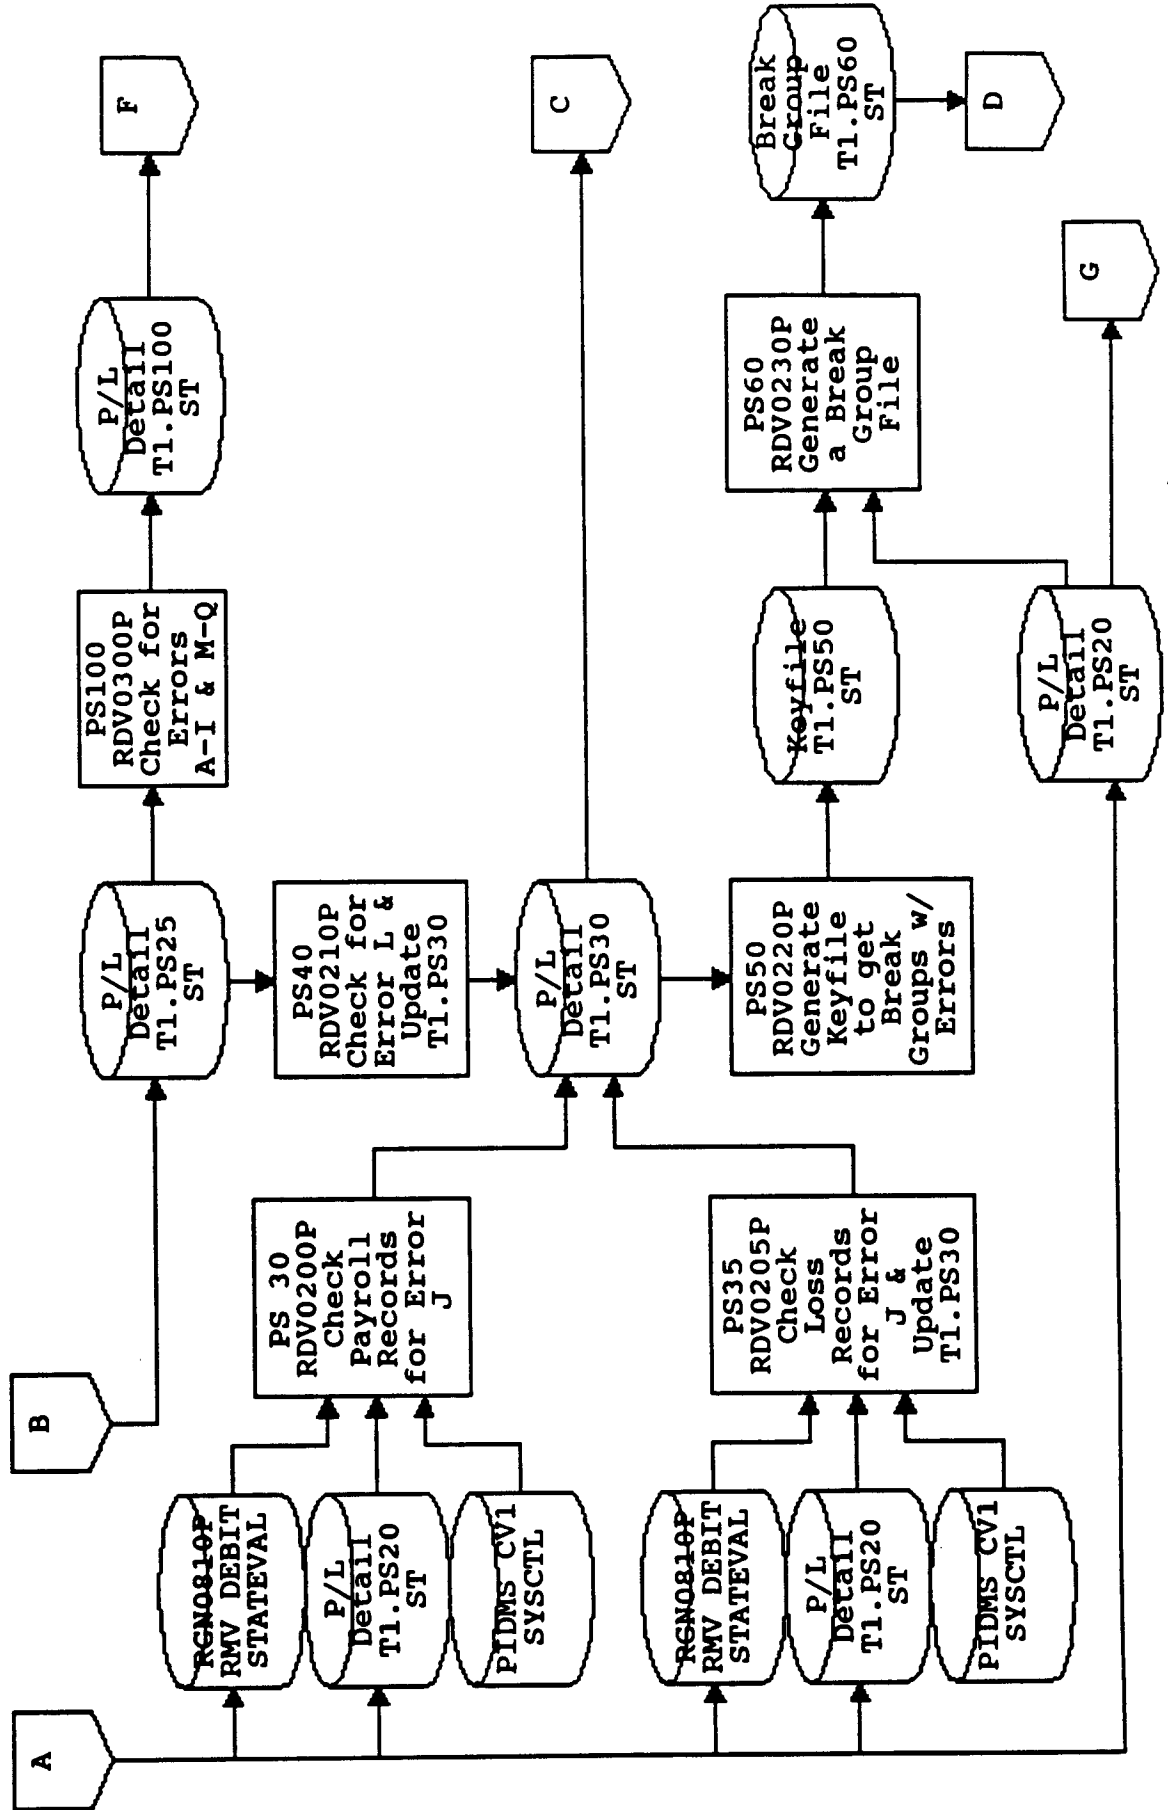 A
B
P/L
Detail
T1.PS25
ST
PS100
RDV0300P
Check for
Errors
A-I & M-Q
P/L
Detail
T1.PS100
ST
F
RGN0810P
RMV DEBIT
STATEVAL
P/L
Detail
T1.PS20
ST
PIDMS CV1
SYSCTL
PS 30
RDV0200P
Check
Payroll
Records
for Error
J
PS40
RDV0210P
Check for
Error L &
Update
T1.PS30
P/L
Detail
T1.PS30
ST
C
RGN0810P
RMV DEBIT
STATEVAL
P/L
Detail
T1.PS20
ST
PIDMS CV1
SYSCTL
PS35
RDV0205P
Check
Loss
Records
for Error
J &
Update
T1.PS30
PS50
RDV0220P
Generate
Keyfile
to get
Break
Groups w/
Errors
Keyfile
T1.PS50
ST
PS60
RDV0230P
Generate
a Break
Group
File
Break
Group
File
T1.PS60
ST
D
P/L
Detail
T1.PS20
ST
G